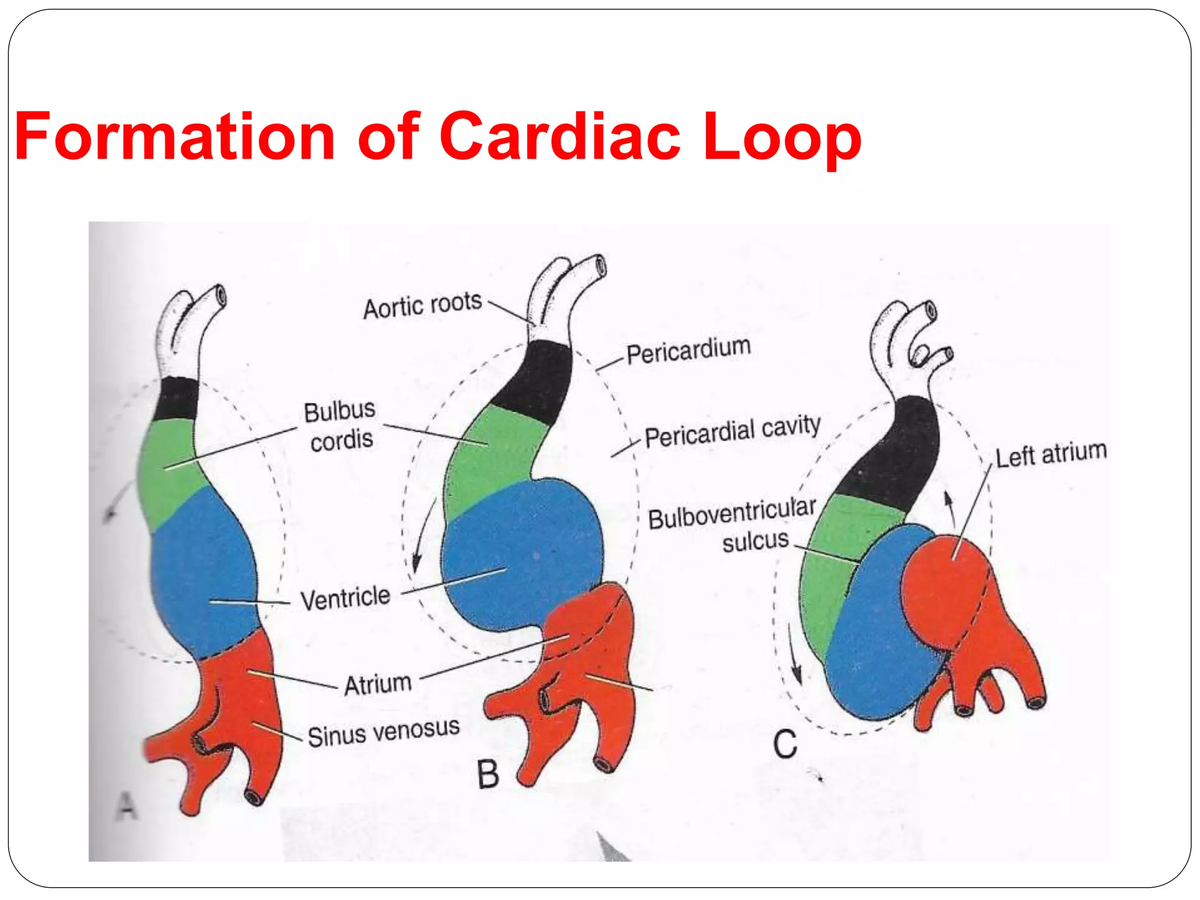 Formation of Cardiac Loop
Aortic roots
Pericardium
Bulbus
cordis
Pericardial cavity
Left atrium
Bulboventricular
sulcus
Ventricle
Atrium
Sinus venosus
A
B
C